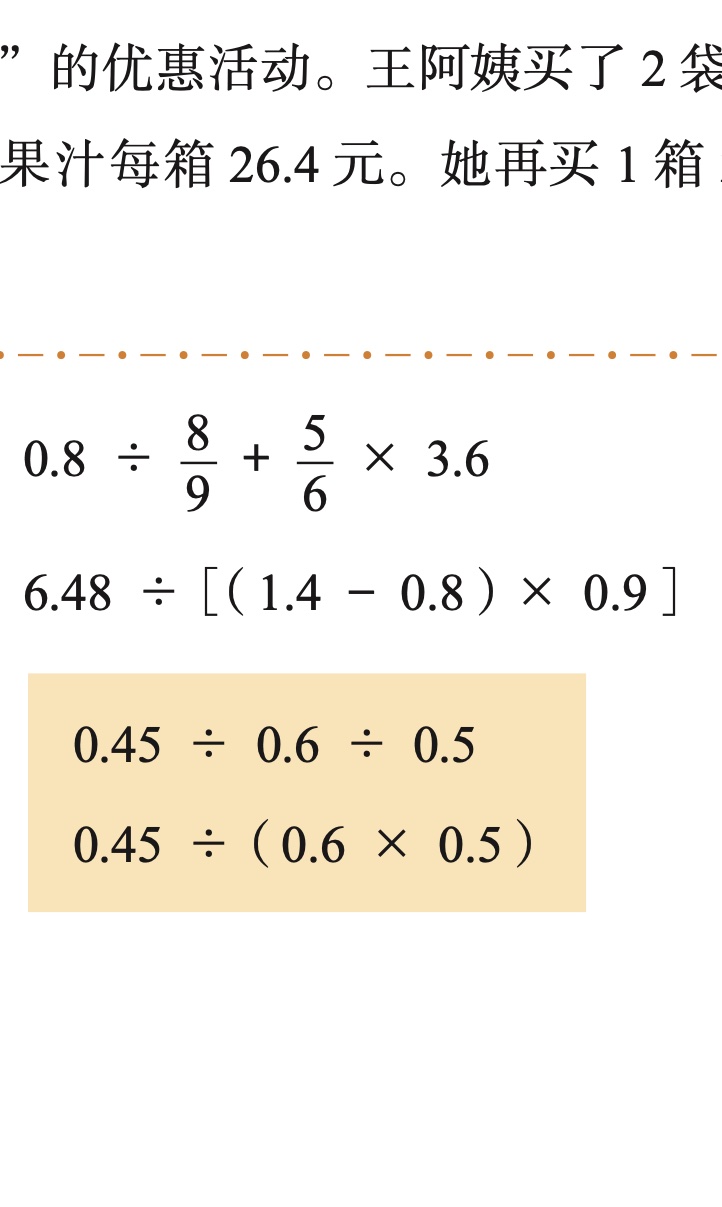 ”的优惠活动。王阿姨买了 2 袋
果汁每箱 26.4 元。她再买 1 箱
0.8 ÷ 8/9 + 5/6 × 3.6
6.48 ÷ [(1.4 − 0.8) × 0.9]
0.45 ÷ 0.6 ÷ 0.5
0.45 ÷ (0.6 × 0.5)